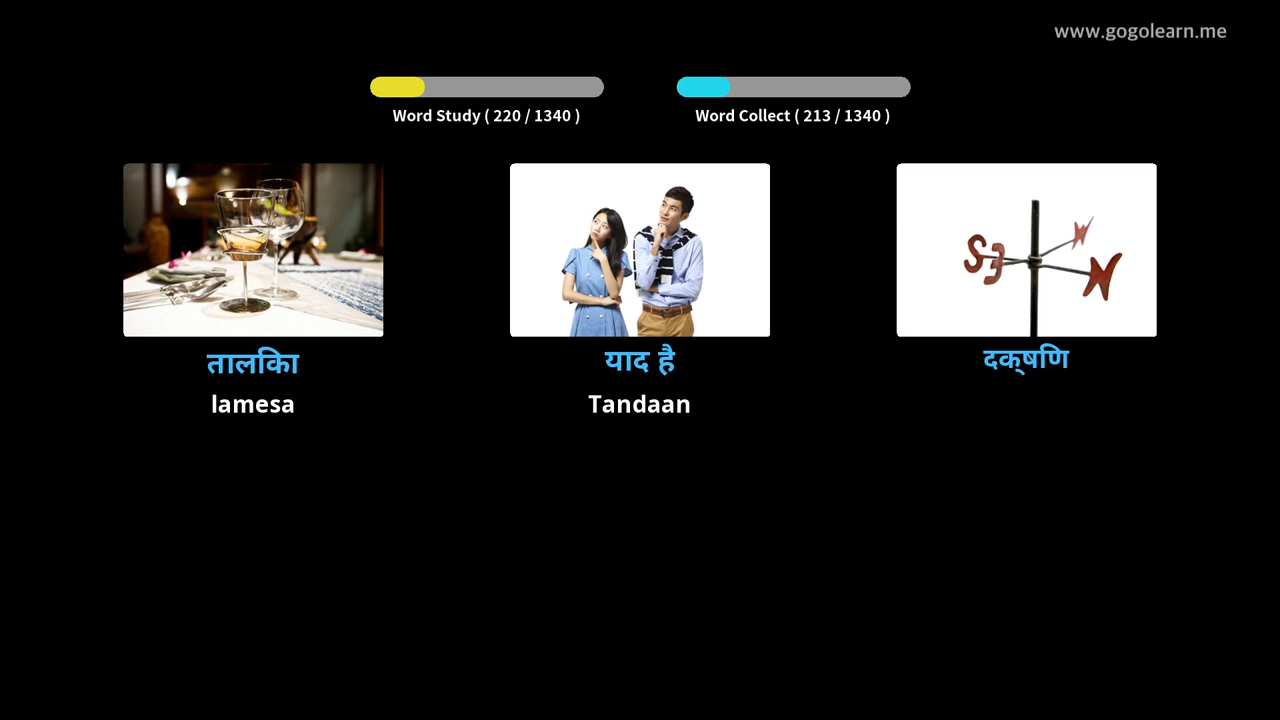 www.gogolearn.me
Word Study ( 220 / 1340 )
Word Collect ( 213 / 1340 )
तालकिा
याद है
दक्षणि
lamesa
Tandaan